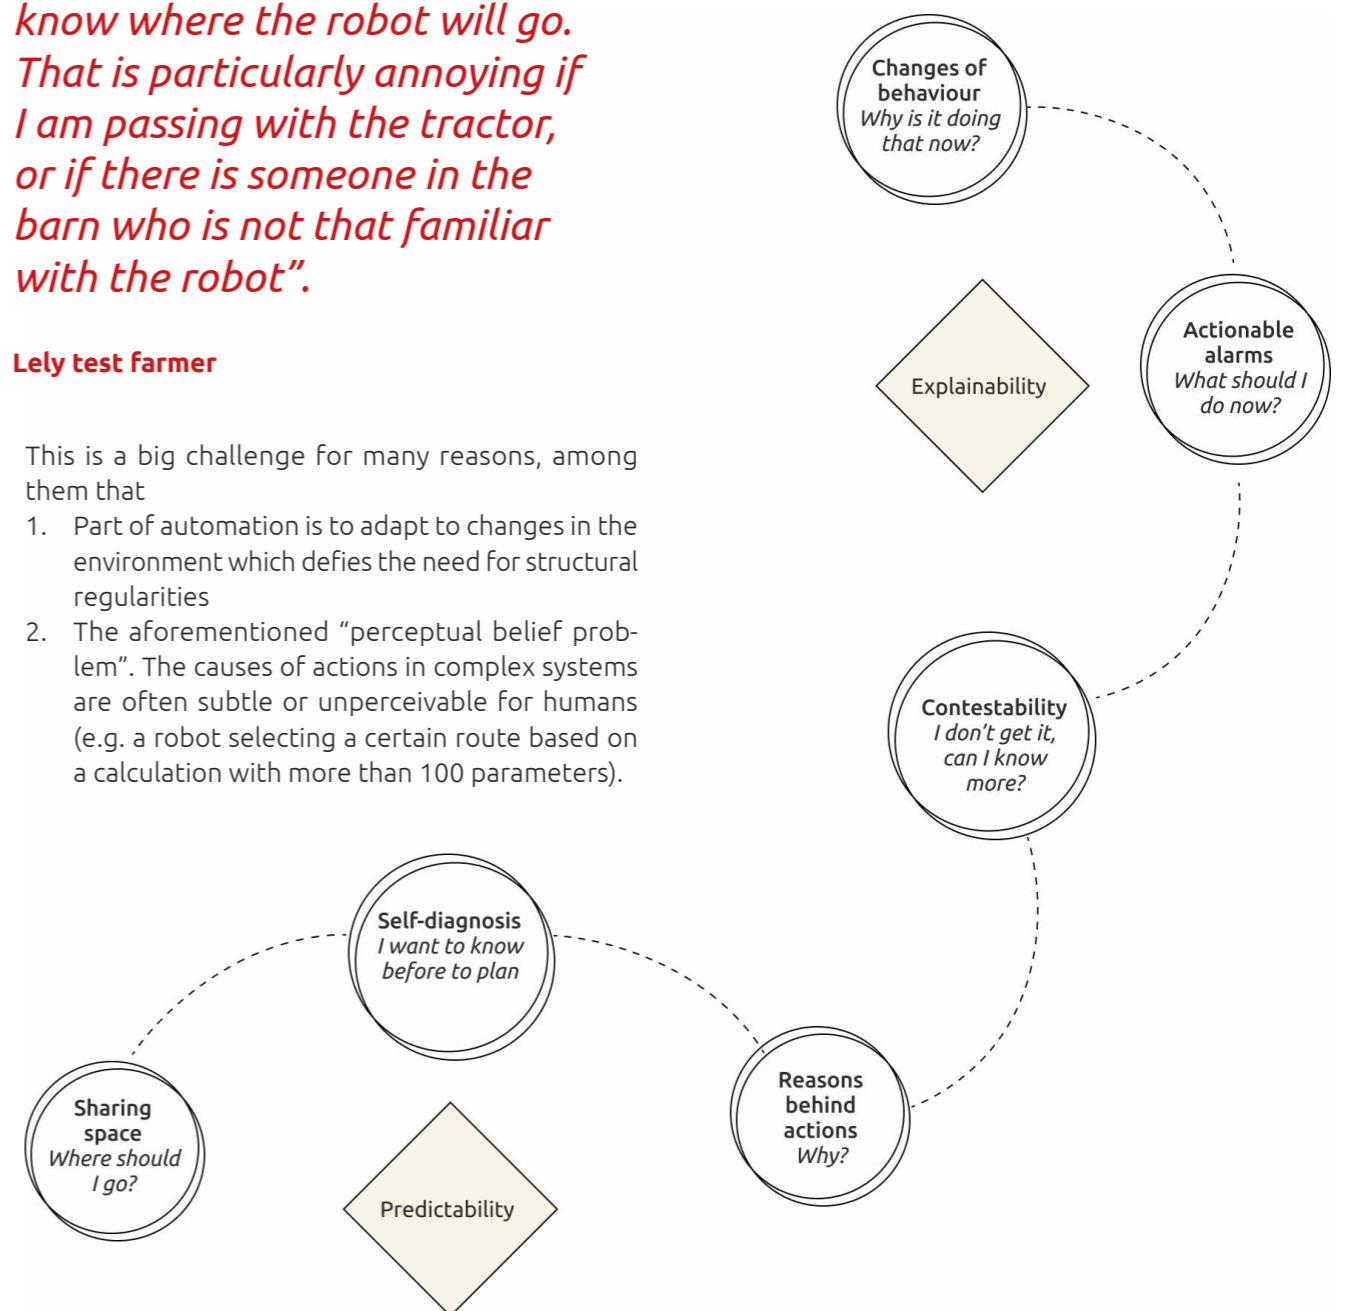 know where the robot will go.
That is particularly annoying if
I am passing with the tractor,
or if there is someone in the
barn who is not that familiar
with the robot”.
Lely test farmer
This is a big challenge for many reasons, among
them that
1. Part of automation is to adapt to changes in the
environment which defies the need for structural
regularities
2. The aforementioned “perceptual belief prob-
lem”. The causes of actions in complex systems
are often subtle or unperceivable for humans
(e.g. a robot selecting a certain route based on
a calculation with more than 100 parameters).
Changes of
behaviour
Why is it doing
that now?
Explainability
Actionable
alarms
What should I
do now?
Contestability
I don’t get it,
can I know
more?
Self-diagnosis
I want to know
before to plan
Reasons
behind
actions
Why?
Sharing
space
Where should
I go?
Predictability